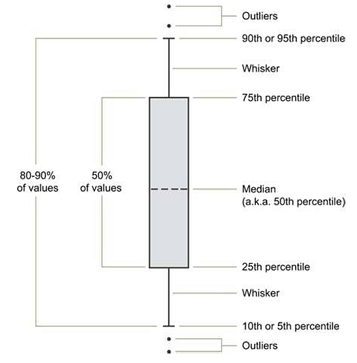 Outliers
90th or 95th percentile
Whisker
75th percentile
80-90%
of values
50%
of values
Median
(a.k.a. 50th percentile)
25th percentile
Whisker
10th or 5th percentile
Outliers